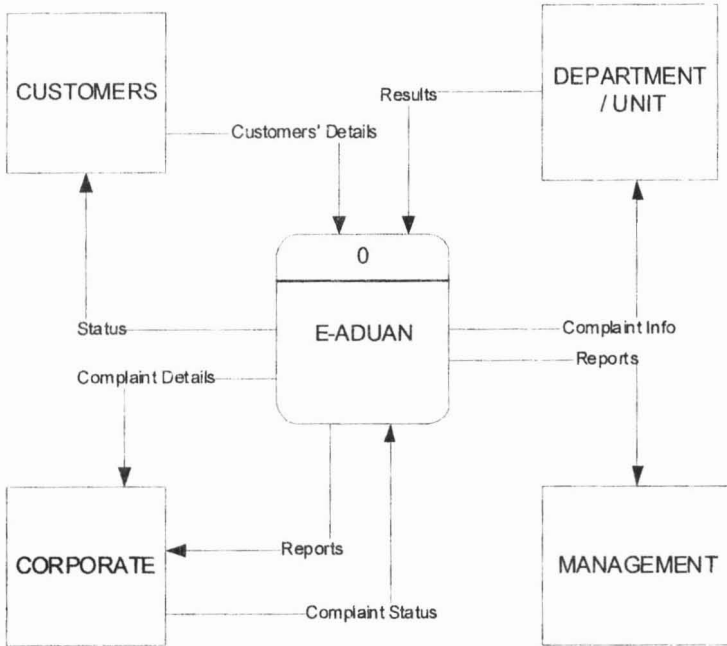 CUSTOMERS
DEPARTMENT
/ UNIT
Results
Customers' Details
0
E-ADUAN
Status
Complaint Info
Reports
Complaint Details
CORPORATE
Reports
MANAGEMENT
Complaint Status